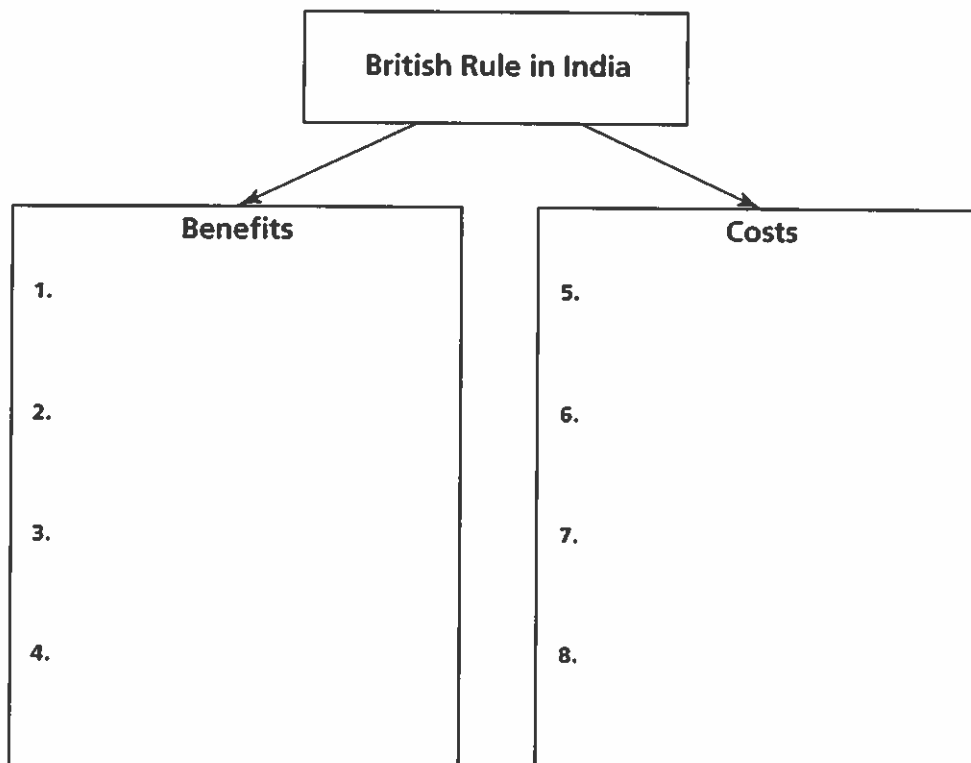 British Rule in India
Benefits
1.
2.
3.
4.
Costs
5.
6.
7.
8.